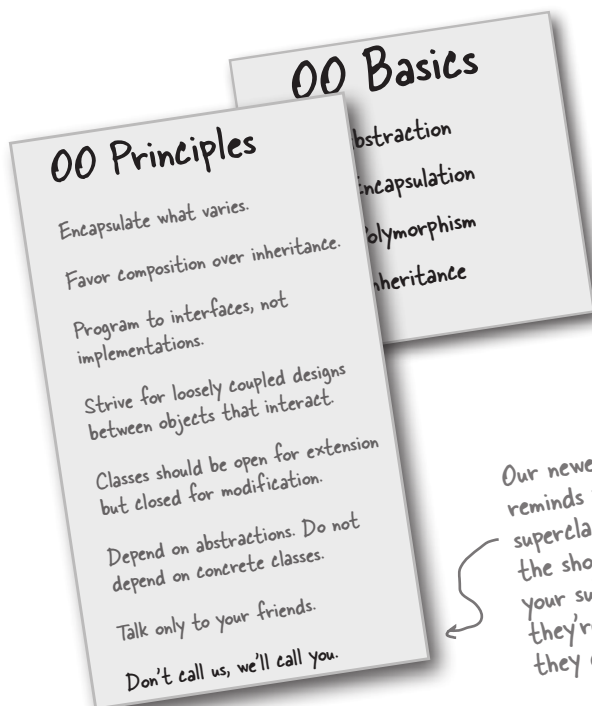 OO Basics
bstraction
ncapsulation
olymorphism
nheritance
OO Principles
Encapsulate what varies.
Favor composition over inheritance.
Program to interfaces, not
implementations.
Strive for loosely coupled designs
between objects that interact.
Classes should be open for extension
but closed for modification.
Depend on abstractions. Do not
depend on concrete classes.
Talk only to your friends.
Don't call us, we'll call you.
Our newe
reminds
supercla
the sho
your su
they're
they